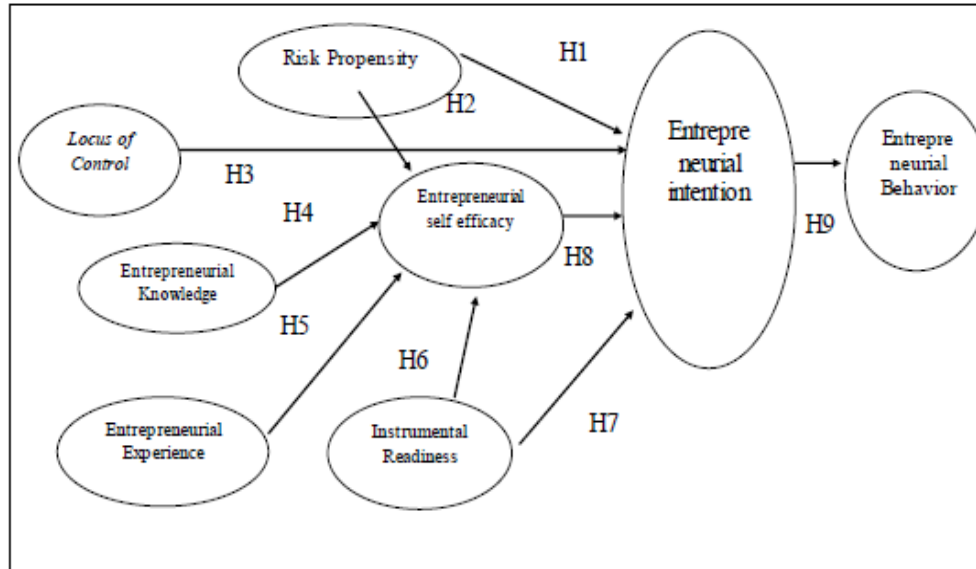 H1
Risk Propensity
H2
Locus of
Control
H3
Entrepre
neurial
intention
Entrepre
neurial
Behavior
Entrepreneurial
self efficacy
H4
H8
H9
Entrepreneurial
Knowledge
H5
H6
Entrepreneurial
Experience
Instrumental
Readiness
H7